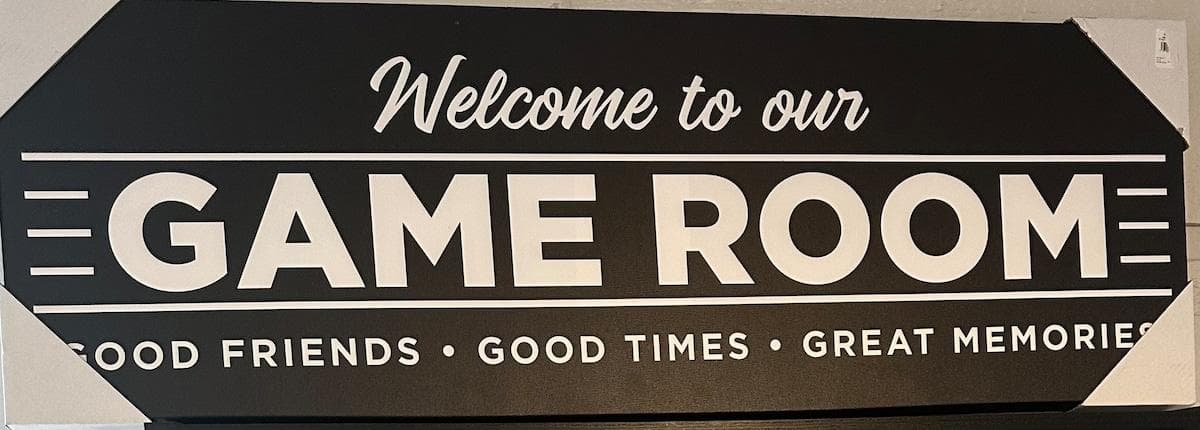 Welcome to our
GAME ROOM
GOOD FRIENDS • GOOD TIMES • GREAT MEMORIES